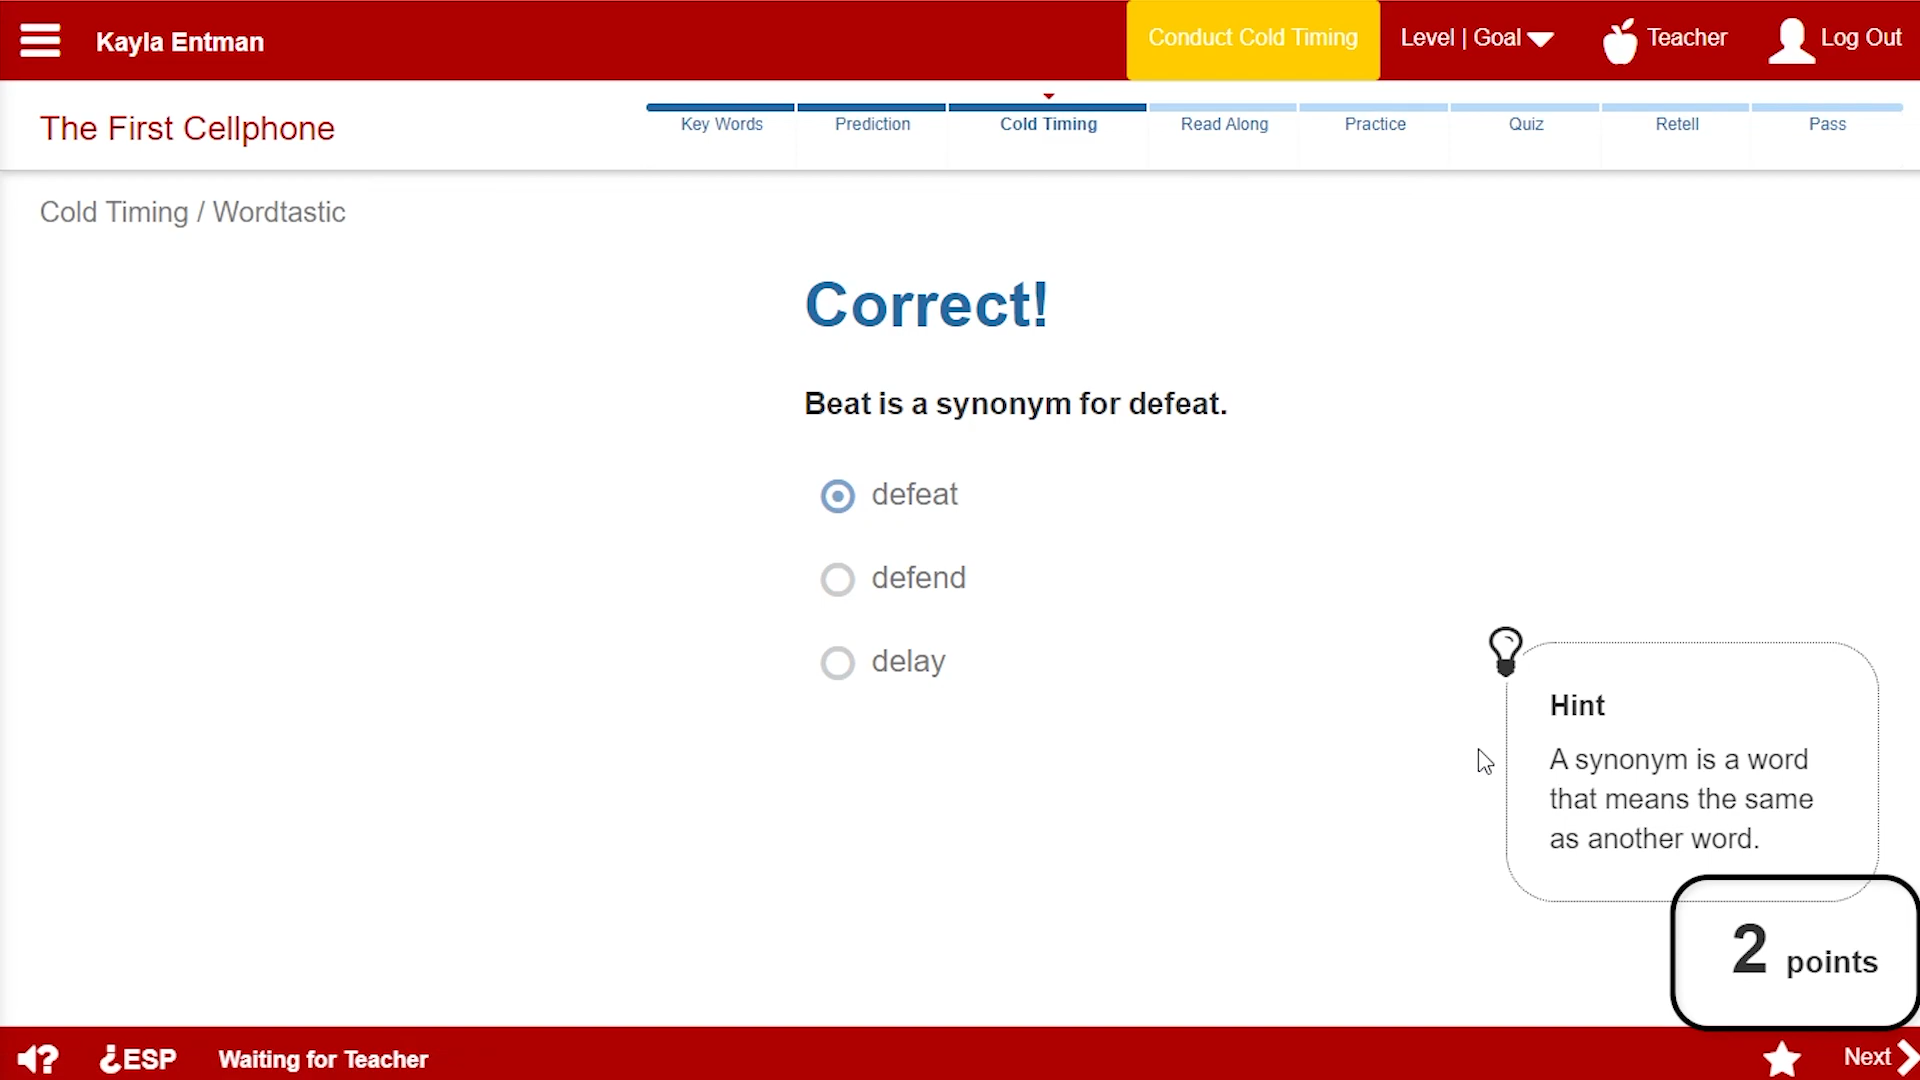 Kayla Entman
Conduct Cold Timing
Level | Goal
Teacher
Log Out
The First Cellphone
Key Words
Prediction
Cold Timing
Read Along
Practice
Quiz
Retell
Pass
Cold Timing / Wordtastic
Correct!
Beat is a synonym for defeat.
defeat
defend
delay
Hint
A synonym is a word
that means the same
as another word.
2 points
?
¿ESP
Waiting for Teacher
Next